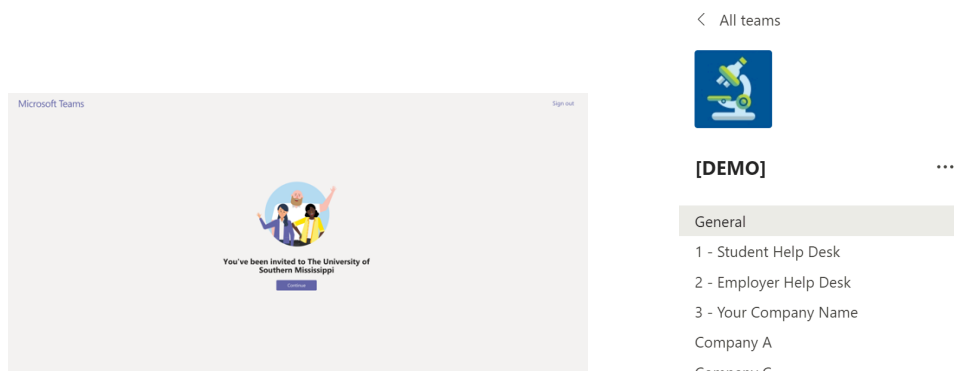 Microsoft Teams
Sign out
You've been invited to The University of
Southern Mississippi
Continue
All teams
[DEMO]
General
1 - Student Help Desk
2 - Employer Help Desk
3 - Your Company Name
Company A
Company C